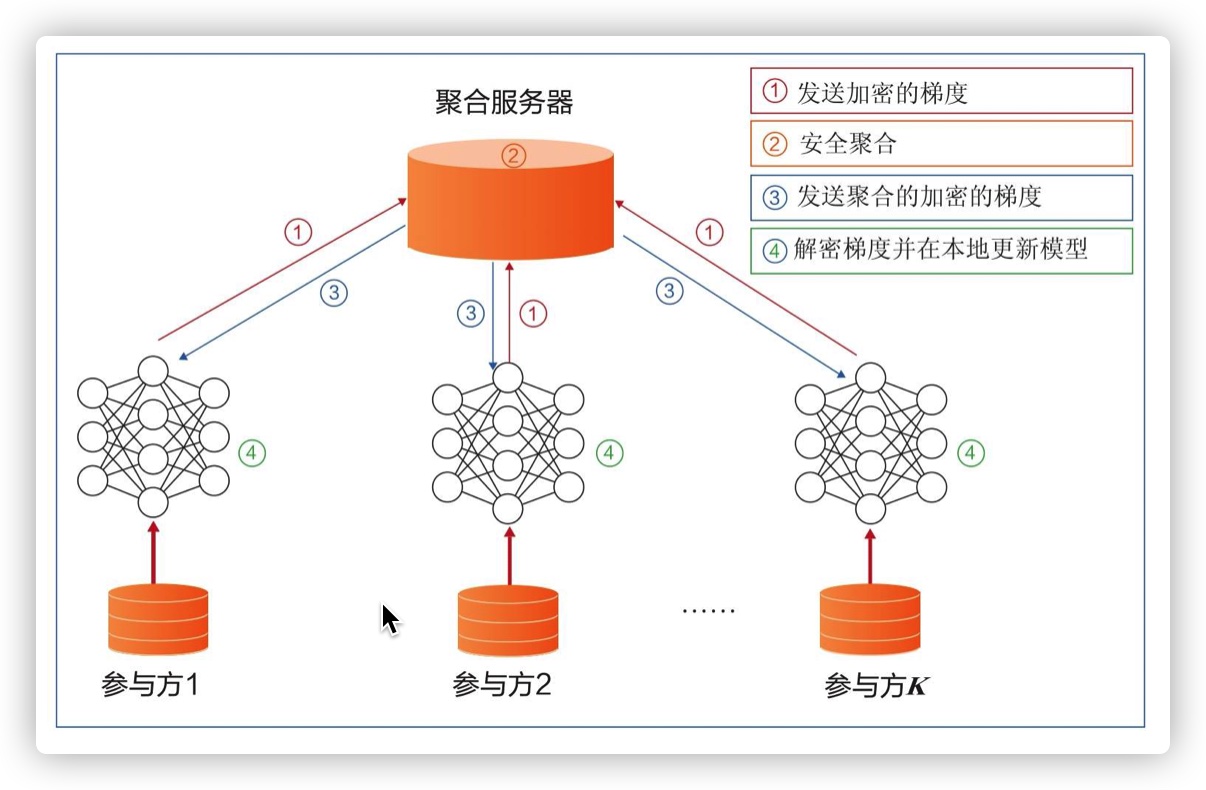 聚合服务器
① 发送加密的梯度
② 安全聚合
③ 发送聚合的加密的梯度
④ 解密梯度并在本地更新模型
②
① ①
③ ③ ① ③
④ ④ ④
……
参与方1 参与方2 参与方K